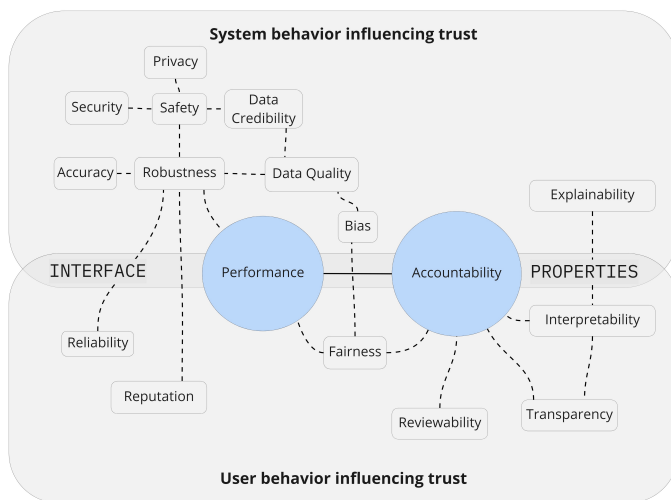 System behavior influencing trust
Privacy
Security
Safety
Data
Credibility
Accuracy
Robustness
Data Quality
Explainability
Bias
INTERFACE
Performance
Accountability
PROPERTIES
Interpretability
Reliability
Fairness
Reputation
Reviewability
Transparency
User behavior influencing trust